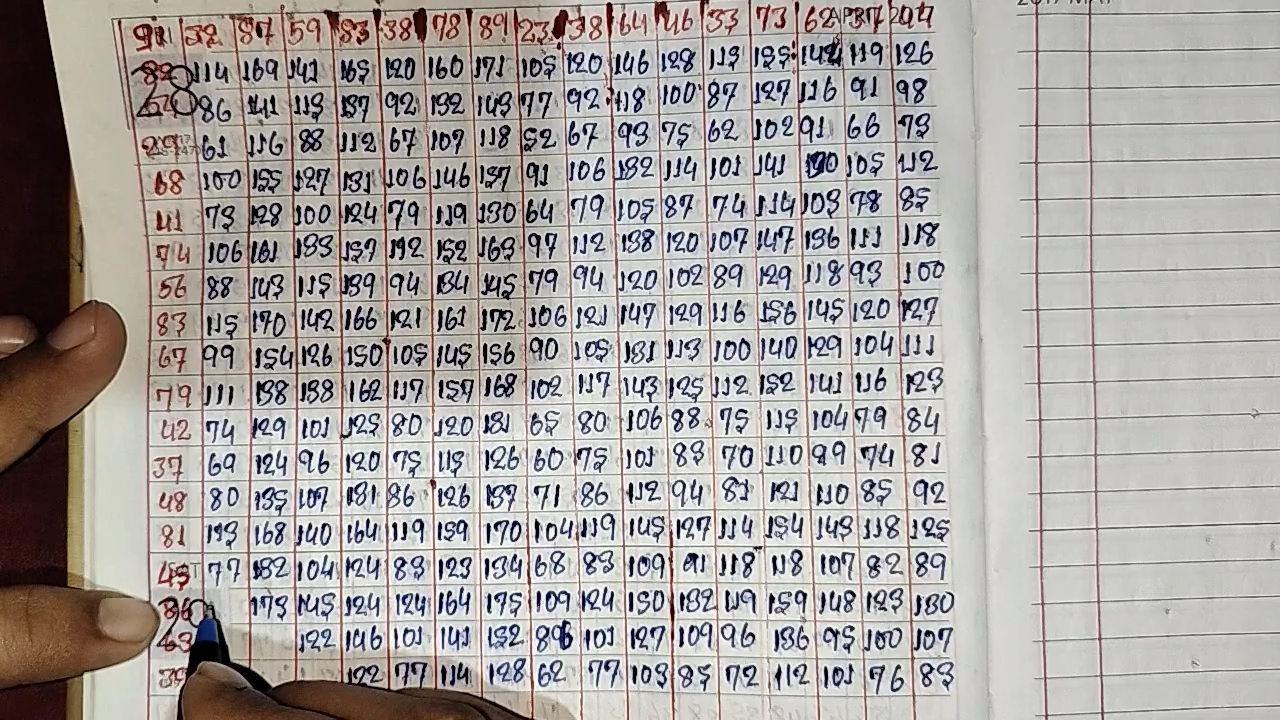 32 87 59 83 38 78 89 23 38 64 46 33 73 62 37
114 169 141 165 120 160 171 105 120 146 128 113 155 119 126
86 141 113 137 92 132 143 77 92 118 100 87 127 116 91 98
61 116 88 112 67 107 118 52 67 93 75 62 102 91 66 73
68 100 155 127 151 106 146 157 91 106 132 114 101 141 105 112
41 73 128 100 124 79 119 130 64 79 105 87 74 114 103 78 85
74 106 161 133 157 112 152 163 97 112 138 120 107 147 136 111 118
56 88 143 115 139 94 134 145 79 94 120 102 89 129 118 93 100
83 115 170 142 166 121 161 172 106 121 147 129 116 156 145 120 127
67 99 154 126 150 105 145 156 90 105 131 113 100 140 129 104 111
79 111 138 138 162 117 157 168 102 117 143 125 112 152 141 116 123
42 74 129 101 125 80 120 131 65 80 106 88 75 115 104 79 84
37 69 124 96 120 75 115 126 60 75 101 83 70 110 99 74 81
48 80 135 107 131 86 126 137 71 86 112 94 81 121 110 85 92
81 113 168 140 164 119 159 170 104 119 145 127 114 154 143 118 125
45 77 132 104 124 83 123 134 68 83 109 91 118 118 107 82 89
86 173 145 124 124 164 175 109 124 150 132 119 159 148 123 130
63 122 146 101 141 152 101 127 109 96 136 95 100 107
122 77 114 128 62 77 103 85 72 112 101 76 83